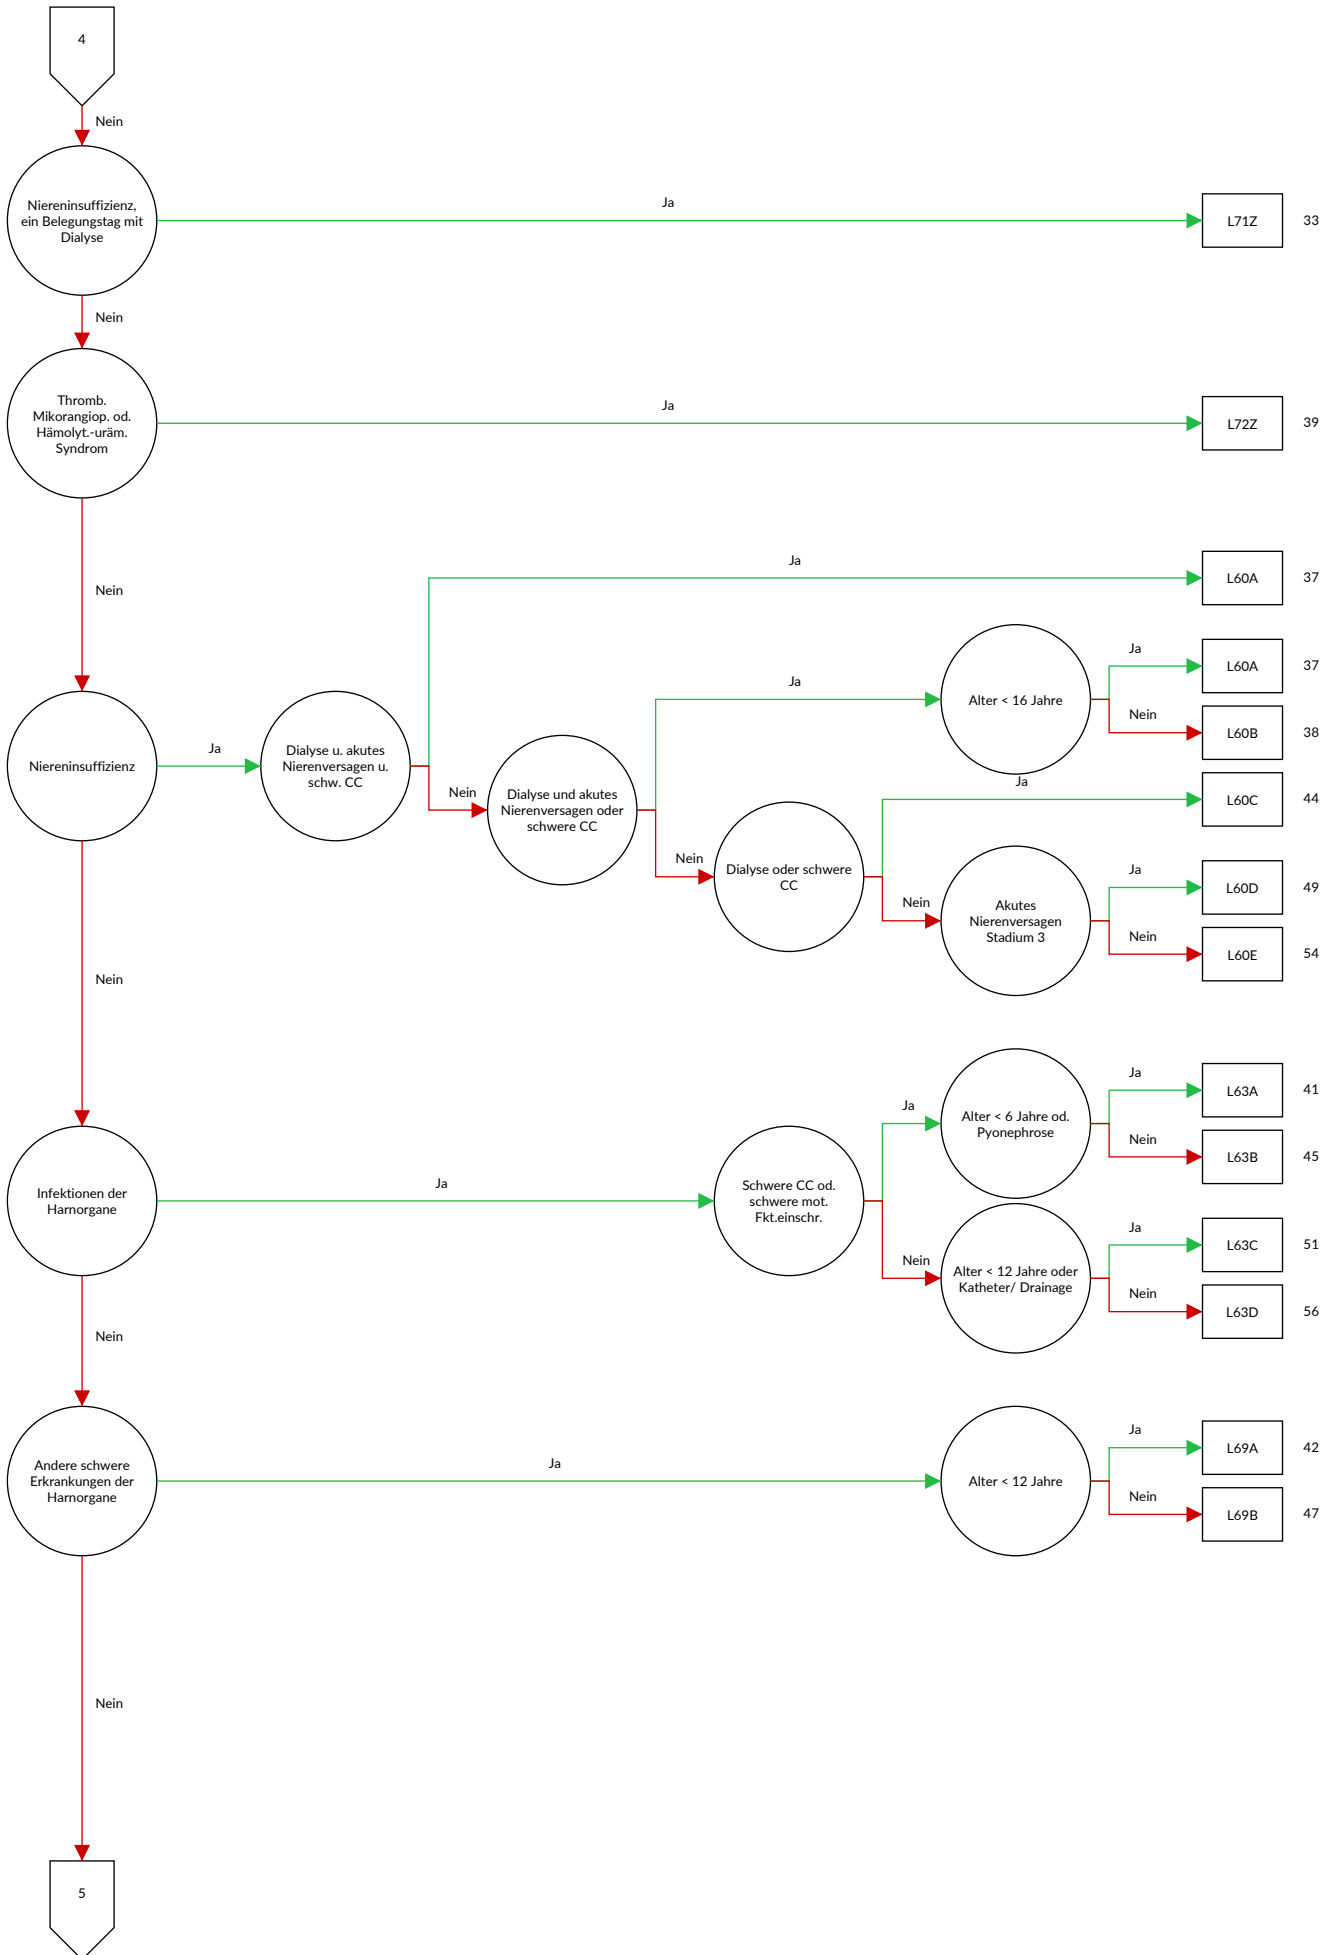 4
Nein
Niereninsuffizienz,
ein Belegungstag mit
Dialyse
Ja
L71Z
33
Nein
Thromb.
Mikorangiop. od.
Hämolyt.-uräm.
Syndrom
Ja
L72Z
39
Nein
Niereninsuffizienz
Ja
Dialyse u. akutes
Nierenversagen u.
schw. CC
Ja
L60A
37
Nein
Dialyse und akutes
Nierenversagen oder
schwere CC
Ja
Alter < 16 Jahre
Ja
L60A
37
Nein
L60B
38
Nein
Dialyse oder schwere
CC
Ja
L60C
44
Nein
Akutes
Nierenversagen
Stadium 3
Ja
L60D
49
Nein
L60E
54
Nein
Infektionen der
Harnorgane
Ja
Schwere CC od.
schwere mot.
Fkt.einschr.
Ja
Alter < 6 Jahre od.
Pyonephrose
Ja
L63A
41
Nein
L63B
45
Nein
Alter < 12 Jahre oder
Katheter/ Drainage
Ja
L63C
51
Nein
L63D
56
Nein
Andere schwere
Erkrankungen der
Harnorgane
Ja
Alter < 12 Jahre
Ja
L69A
42
Nein
L69B
47
Nein
5